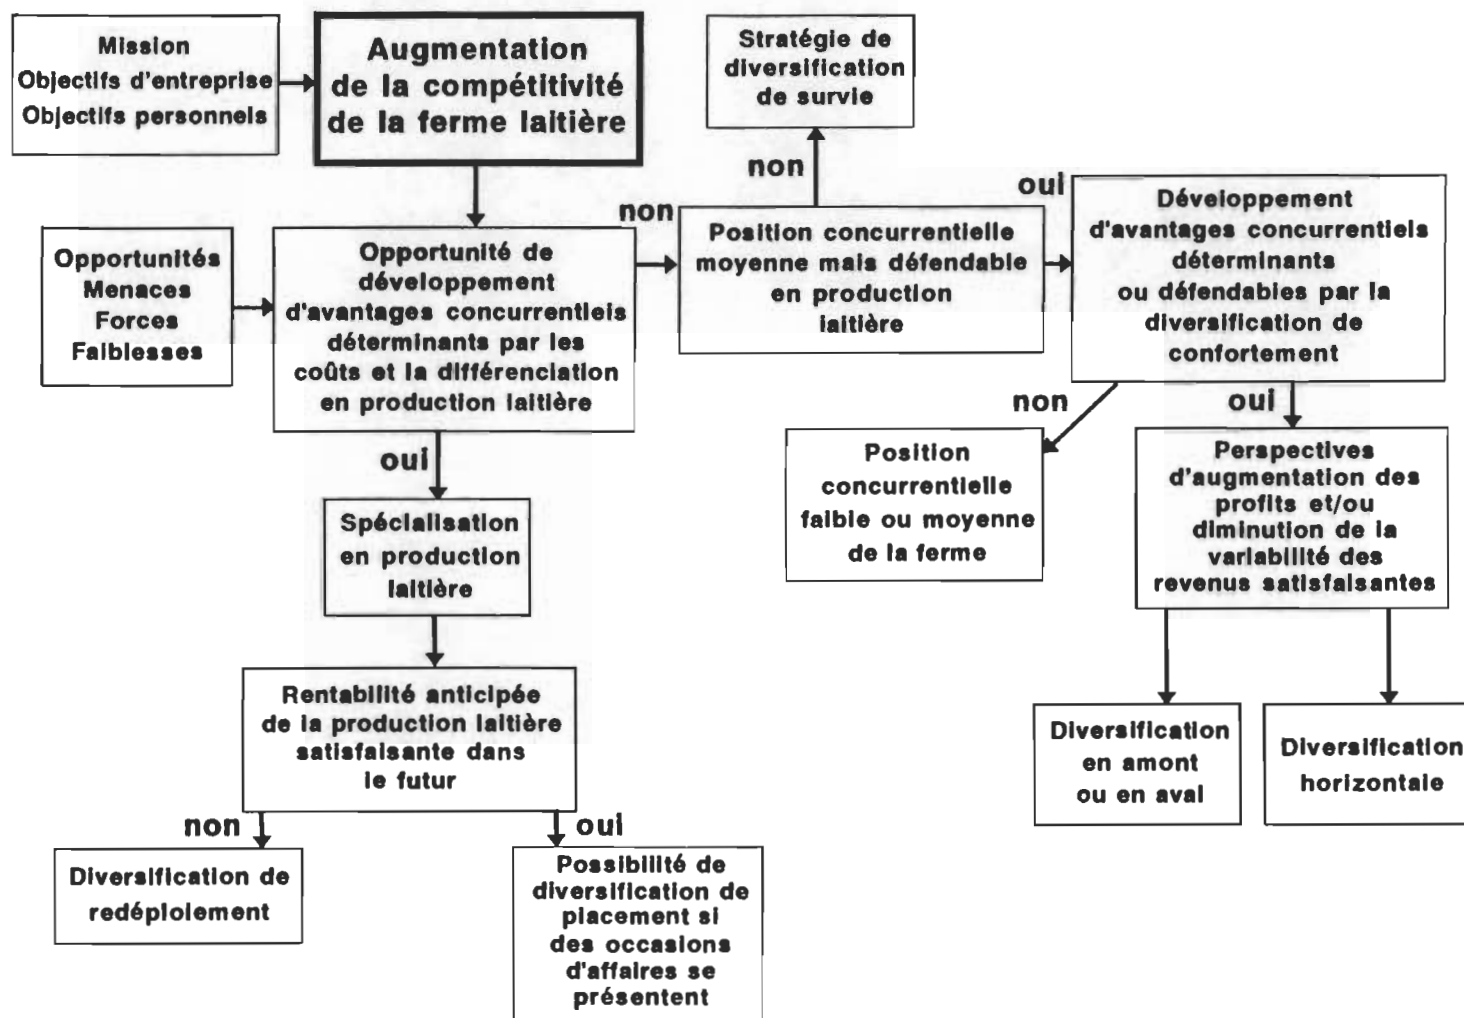 Mission
Objectifs d'entreprise
Objectifs personnels
Augmentation
de la compétitivité
de la ferme laitière
Stratégie de
diversification
de survie
non
oui
non
Opportunités
Menaces
Forces
Faiblesses
Opportunité de
développement
d'avantages concurrentiels
déterminants par les
coûts et la différenciation
en production laitière
Position concurrentielle
moyenne mais défendable
en production
laitière
Développement
d'avantages concurrentiels
déterminants
ou défendables par la
diversification de
confortement
oui
non
oui
Spécialisation
en production
laitière
Position
concurrentielle
faible ou moyenne
de la ferme
Perspectives
d'augmentation des
profits et/ou
diminution de la
variabilité des
revenus satisfaisantes
Rentabilité anticipée
de la production laitière
satisfaisante dans
le futur
Diversification
en amont
ou en aval
Diversification
horizontale
non
oui
Diversification de
redéploiement
Possibilité de
diversification de
placement si
des occasions
d'affaires se
présentent